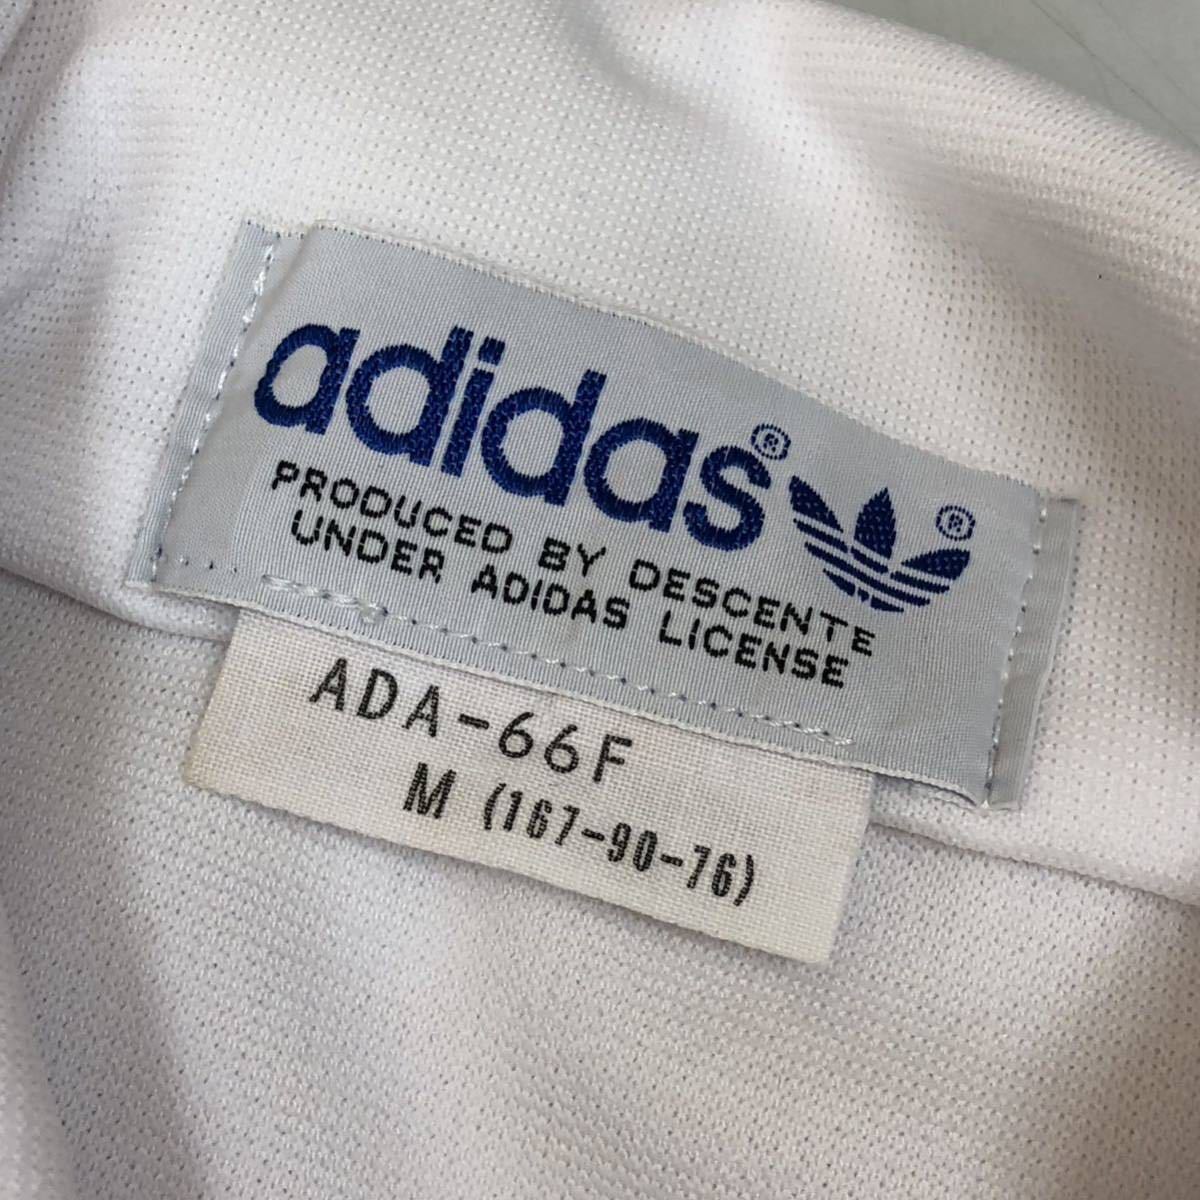 adidas® ®
PRODUCED BY DESCENTE
UNDER ADIDAS LICENSE
ADA-66F
M (167-90-76)